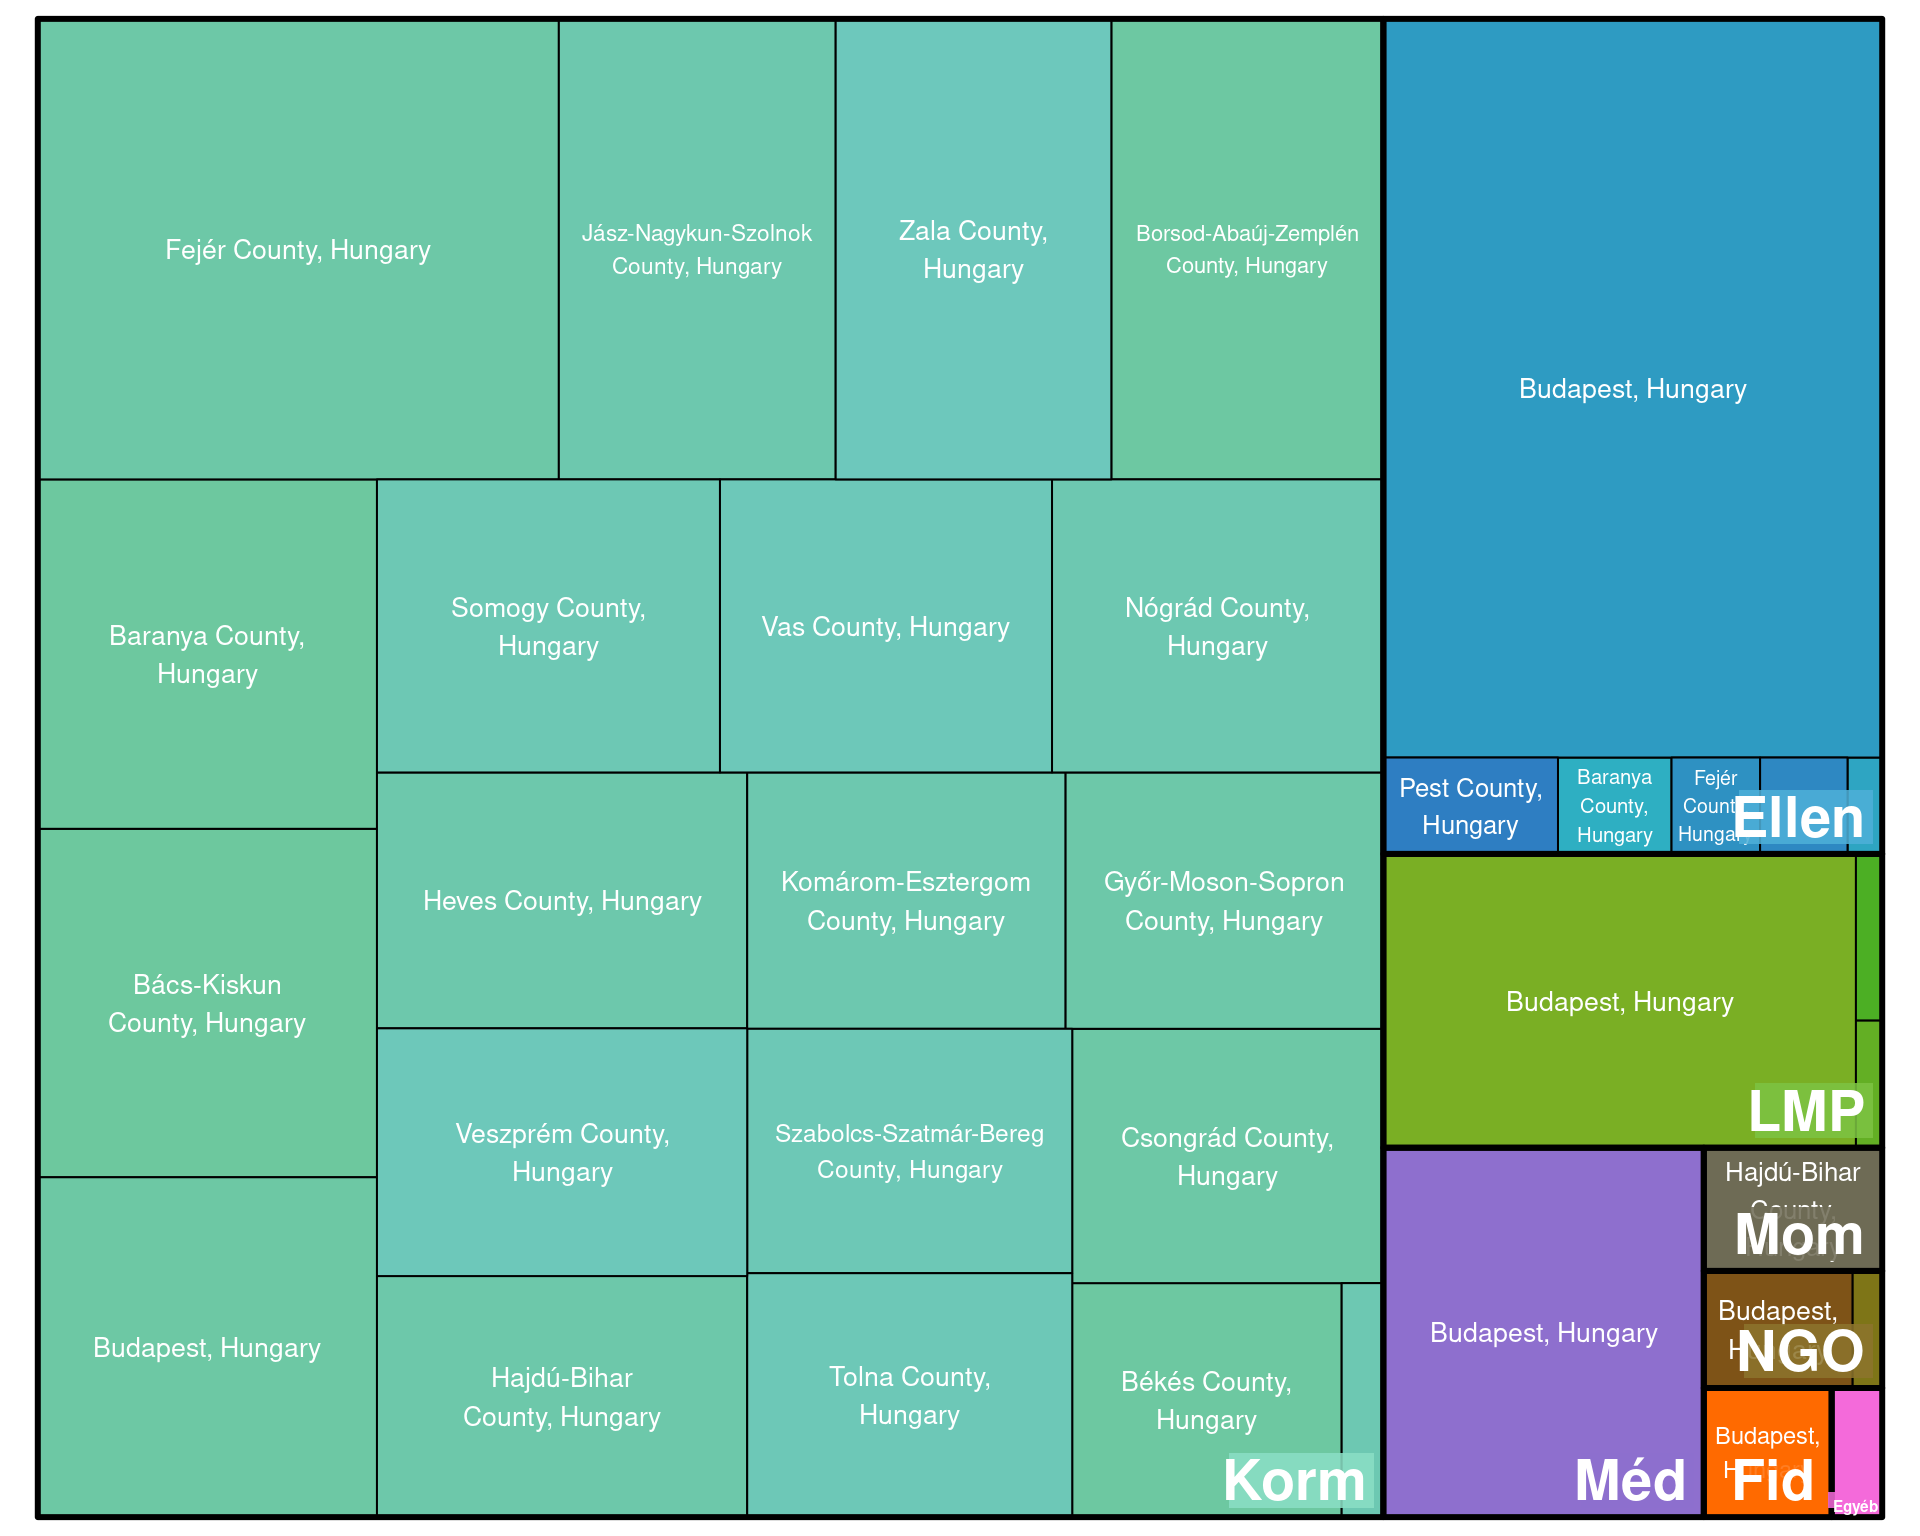 Fejér County, Hungary
Jász-Nagykun-Szolnok
County, Hungary
Zala County,
Hungary
Borsod-Abaúj-Zemplén
County, Hungary
Budapest, Hungary
Baranya County,
Hungary
Somogy County,
Hungary
Vas County, Hungary
Nógrád County,
Hungary
Pest County,
Hungary
Baranya
County,
Hungary
Fejér
County,
Hungary
Ellen
Bács-Kiskun
County, Hungary
Heves County, Hungary
Komárom-Esztergom
County, Hungary
Győr-Moson-Sopron
County, Hungary
Budapest, Hungary
LMP
Veszprém County,
Hungary
Szabolcs-Szatmár-Bereg
County, Hungary
Csongrád County,
Hungary
Budapest, Hungary
Hajdú-Bihar
County, Hungary
Tolna County,
Hungary
Békés County,
Hungary
Korm
Budapest, Hungary
Méd
Hajdú-Bihar
County,
Mom
Budapest,
NGO
Budapest,
Fid
Egyéb